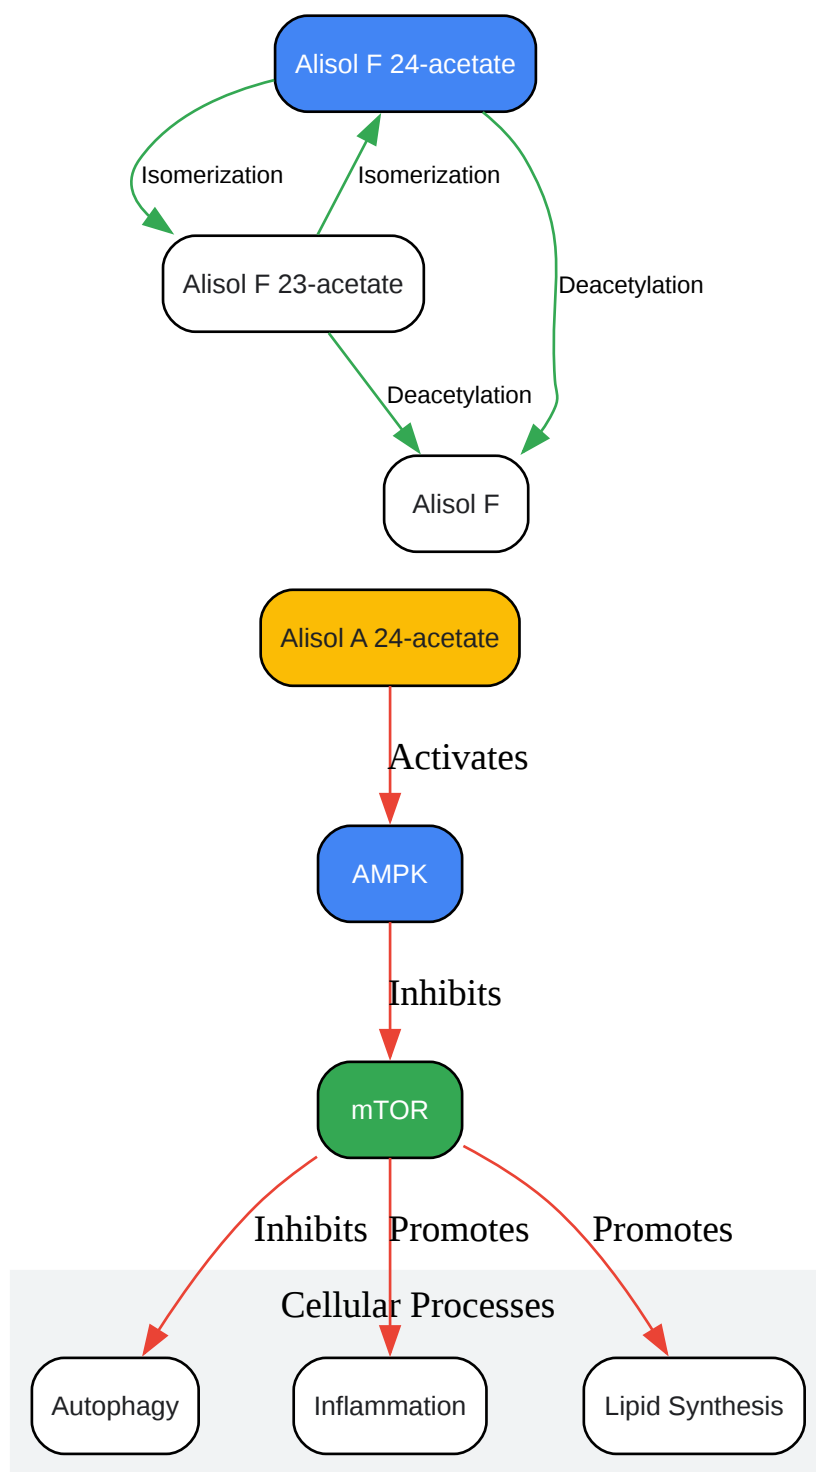 Alisol F 24-acetate
Isomerization
Isomerization
Alisol F 23-acetate
Deacetylation
Deacetylation
Alisol F
Alisol A 24-acetate
Activates
AMPK
Inhibits
mTOR
Inhibits
Promotes
Promotes
Cellular Processes
Autophagy
Inflammation
Lipid Synthesis